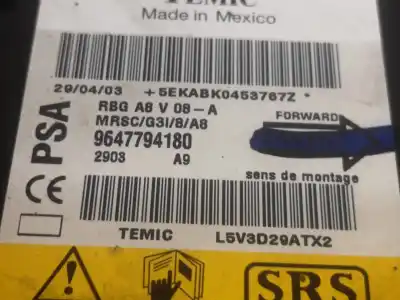 TEMIC
Made in Mexico
29/04/03 +5EKABK0453767Z *
RBG A8 V 08-A
MRSC/G3I/8/A8
FORWARD
PSA
9647794180
2903 A9
CE
sens de montage
TEMIC L5V3D29ATX2
SRS